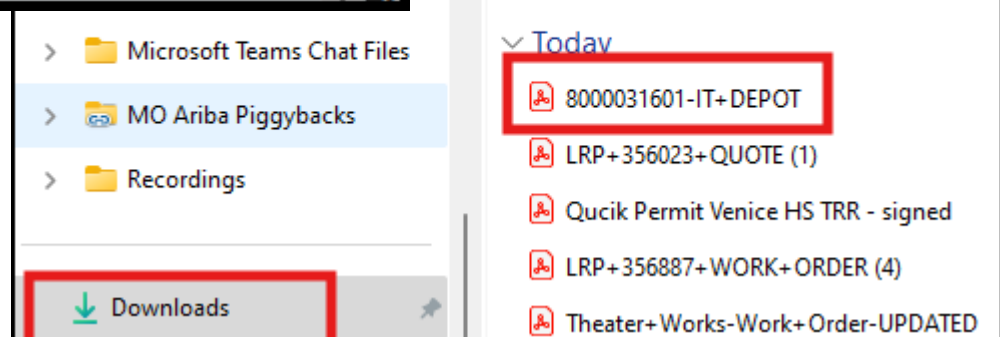 Microsoft Teams Chat Files
MO Ariba Piggybacks
Recordings
Downloads
Today
8000031601-IT+DEPOT
LRP+356023+QUOTE (1)
Qucik Permit Venice HS TRR - signed
LRP+356887+WORK+ORDER (4)
Theater+Works-Work+Order-UPDATED